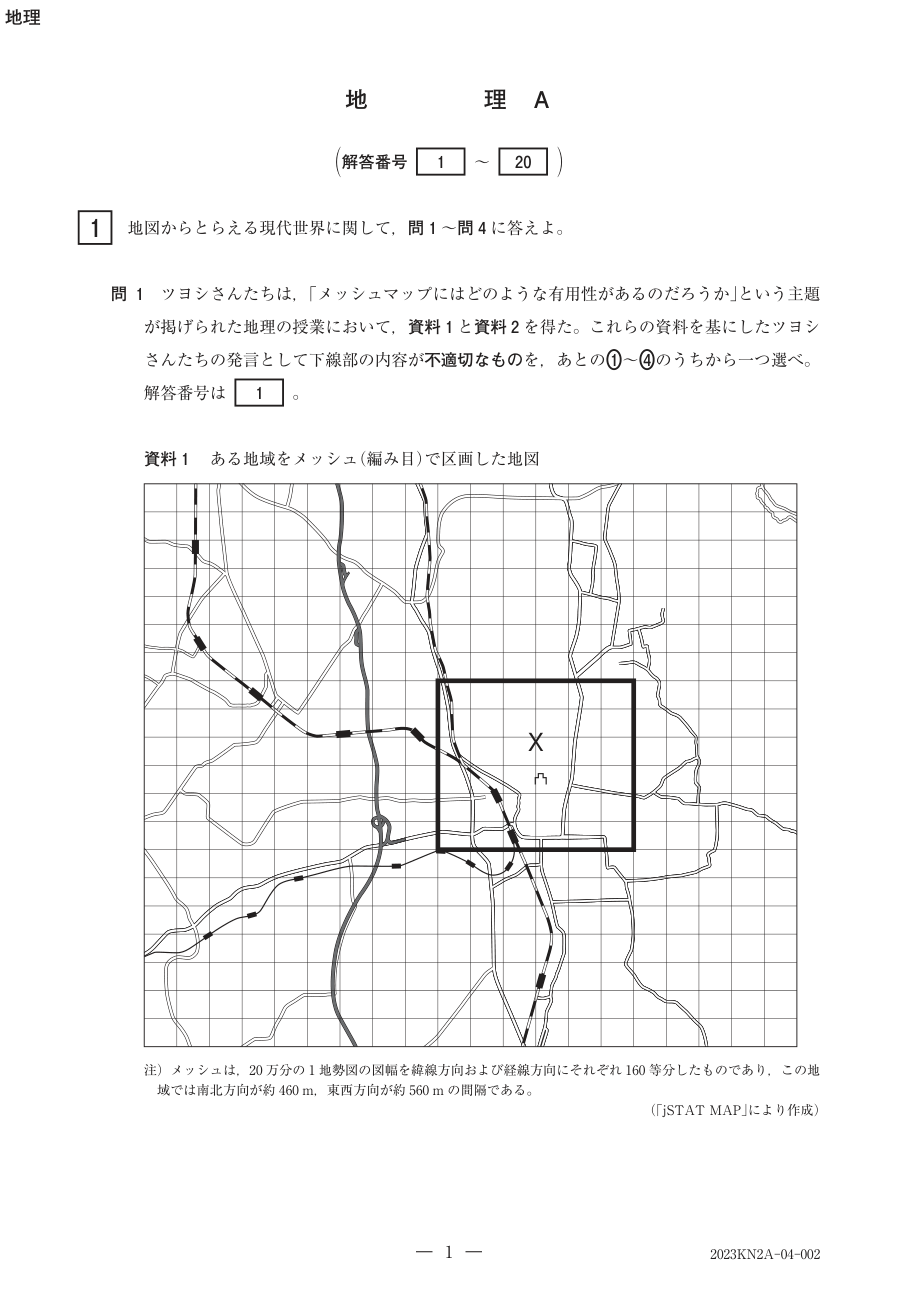 地理
地 理 A
(解答番号 1 ～ 20 )
1 地図からとらえる現代世界に関して，問1～問4に答えよ。
問 1 ツヨシさんたちは，「メッシュマップにはどのような有用性があるのだろうか」という主題
が掲げられた地理の授業において，資料1と資料2を得た。これらの資料を基にしたツヨシ
さんたちの発言として下線部の内容が不適切なものを，あとの①～④のうちから一つ選べ。
解答番号は 1 。
資料1 ある地域をメッシュ(編み目)で区画した地図
X
注）メッシュは，20万分の1地勢図の図幅を緯線方向および経線方向にそれぞれ160等分したものであり，この地
域では南北方向が約460 m，東西方向が約560 mの間隔である。
（「jSTAT MAP」により作成）
― 1 ―
2023KN2A-04-002